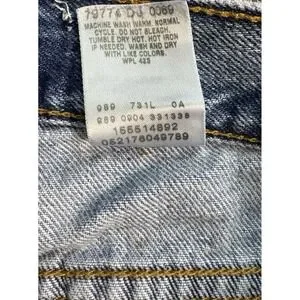 79774 DJ 0069
MACHINE WASH WARM. NORMAL
CYCLE. DO NOT BLEACH.
TUMBLE DRY HOT. HOT IRON
IF NEEDED. WASH AND DRY
WITH LIKE COLORS.
WPL 423
989 731L 0A
989 0904 331338
155514892
052178049789